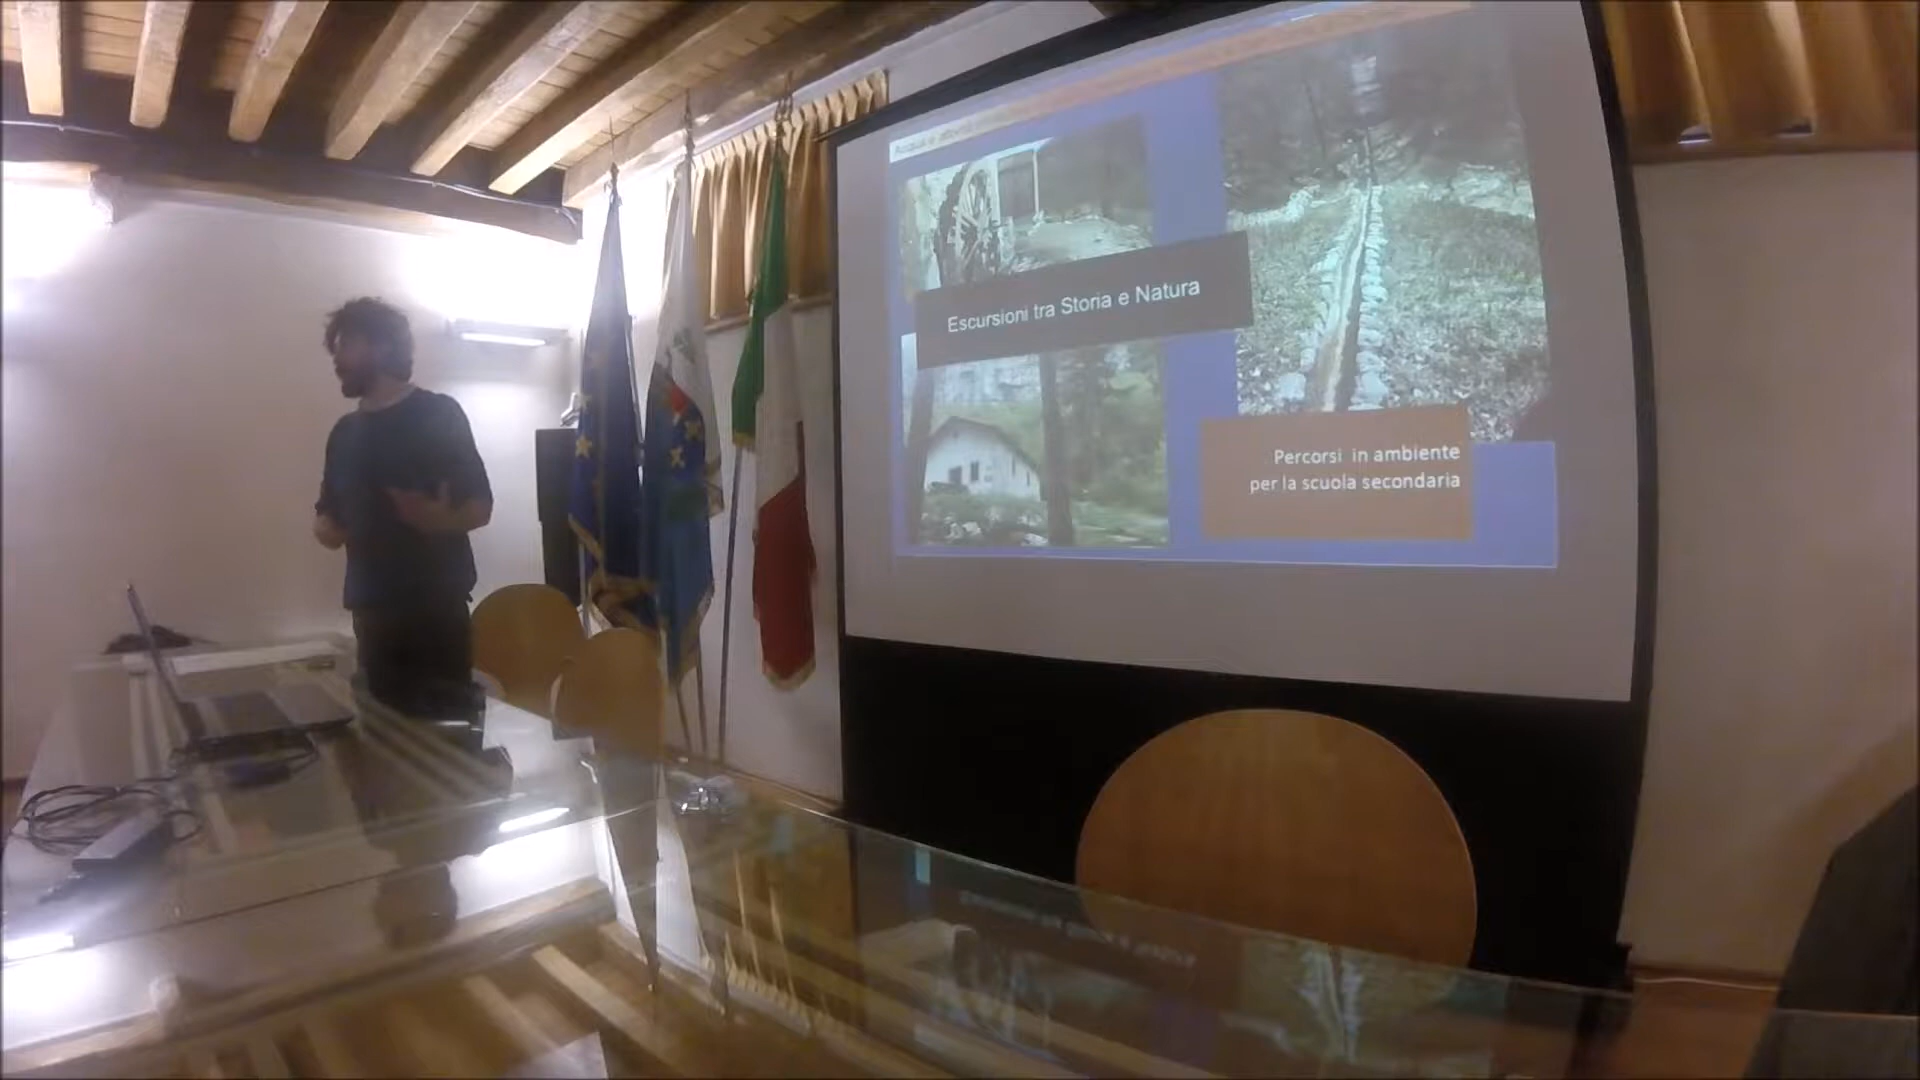 Escursioni tra Storia e Natura
Percorsi in ambiente
per la scuola secondaria